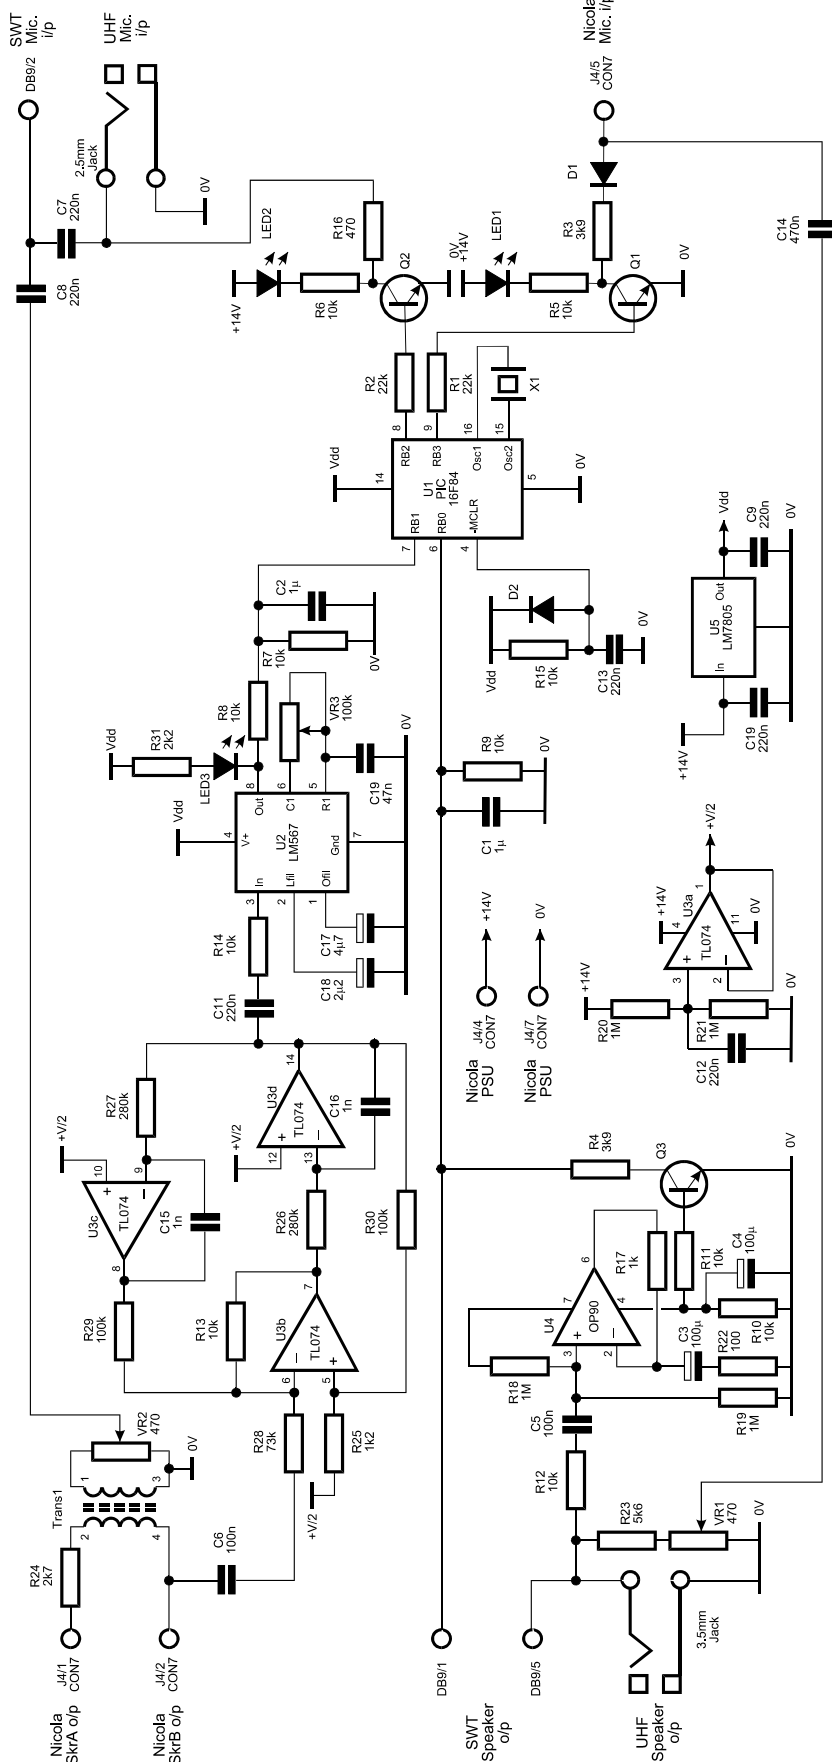 SWT
Mic.
i/p
DB9/2
UHF
Mic.
i/p
2.5mm
Jack
0V
C7
220n
C8
220n
R16
470
LED2
+14V
R6
10k
Q2
0V
+14V
LED1
R5
10k
Q1
0V
R3
3k9
D1
Nicola
Mic. i/p
J4/5
CON7
C14
470n
R2
22k
R1
22k
X1
8
9
16
15
RB2
RB3
Osc1
Osc2
U1
PIC
16F84
RB1
RB0
-MCLR
7
6
4
14
Vdd
5
0V
C2
1µ
R7
10k
0V
R8
10k
VR3
100k
C19
47n
0V
Vdd
R31
2k2
LED3
Vdd
4
8
6
5
7
V+
Out
C1
R1
Gnd
U2
LM567
In
Lfil
Ofil
3
2
1
R14
10k
C17
4µ7
C18
2µ2
C11
220n
D2
Vdd
R15
10k
C13
220n
0V
R9
10k
0V
C1
1µ
Vdd
C9
220n
0V
Out
U5
LM7805
In
+14V
C19
220n
+V/2
1
+14V
4
U3a
TL074
11
0V
3
2
+
–
+14V
R20
1M
R21
1M
C12
220n
0V
+14V
J4/4
CON7
Nicola
PSU
0V
J4/7
CON7
Nicola
PSU
R27
280k
+V/2
10
9
+
–
U3c
TL074
8
C15
1n
14
U3d
TL074
+
–
12
13
+V/2
C16
1n
R26
280k
R30
100k
R29
100k
R13
10k
7
U3b
TL074
–
+
6
5
R28
73k
R25
1k2
+V/2
VR2
470
0V
Trans1
1
3
2
4
R24
2k7
C6
100n
J4/1
CON7
Nicola
SkrA o/p
J4/2
CON7
Nicola
SkrB o/p
R4
3k9
Q3
0V
R17
1k
R11
10k
C4
100µ
6
7
4
U4
OP90
+
–
3
2
C3
100µ
R22
100
R10
10k
R18
1M
R19
1M
C5
100n
R12
10k
R23
5k6
VR1
470
0V
DB9/1
DB9/5
SWT
Speaker
o/p
3.5mm
Jack
UHF
Speaker
o/p